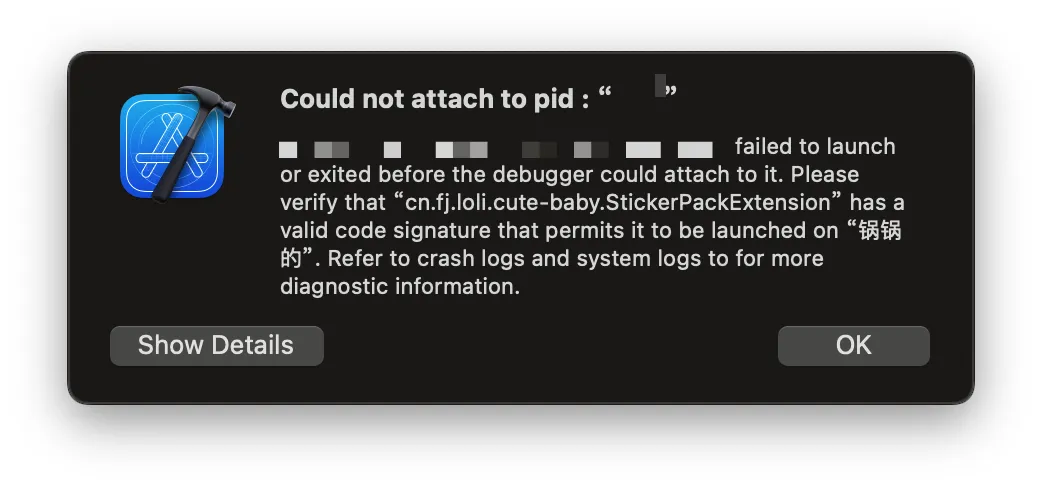 Could not attach to pid : “ ”
failed to launch
or exited before the debugger could attach to it. Please
verify that “cn.fj.loli.cute-baby.StickerPackExtension” has a
valid code signature that permits it to be launched on “锅锅
的”. Refer to crash logs and system logs to for more
diagnostic information.
Show Details
OK